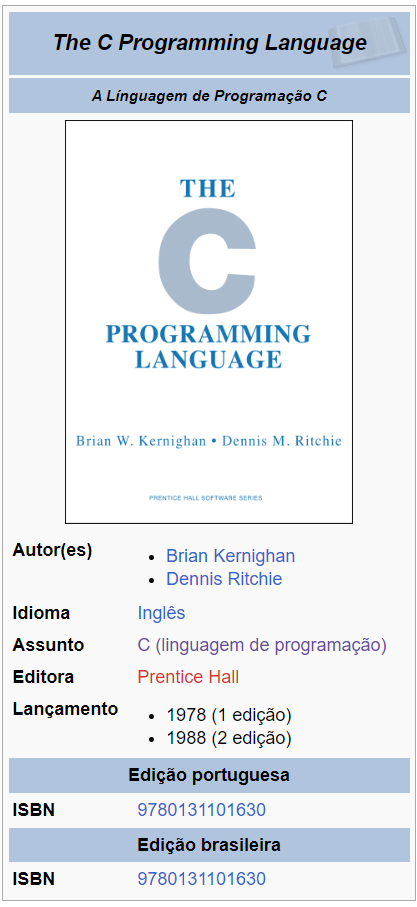 The C Programming Language
A Línguagem de Programação C
THE
C
PROGRAMMING
LANGUAGE
Brian W. Kernighan • Dennis M. Ritchie
PRENTICE HALL SOFTWARE SERIES
Autor(es)
• Brian Kernighan
• Dennis Ritchie
Idioma Inglês
Assunto C (linguagem de programação)
Editora Prentice Hall
Lançamento
• 1978 (1 edição)
• 1988 (2 edição)
Edição portuguesa
ISBN 9780131101630
Edição brasileira
ISBN 9780131101630